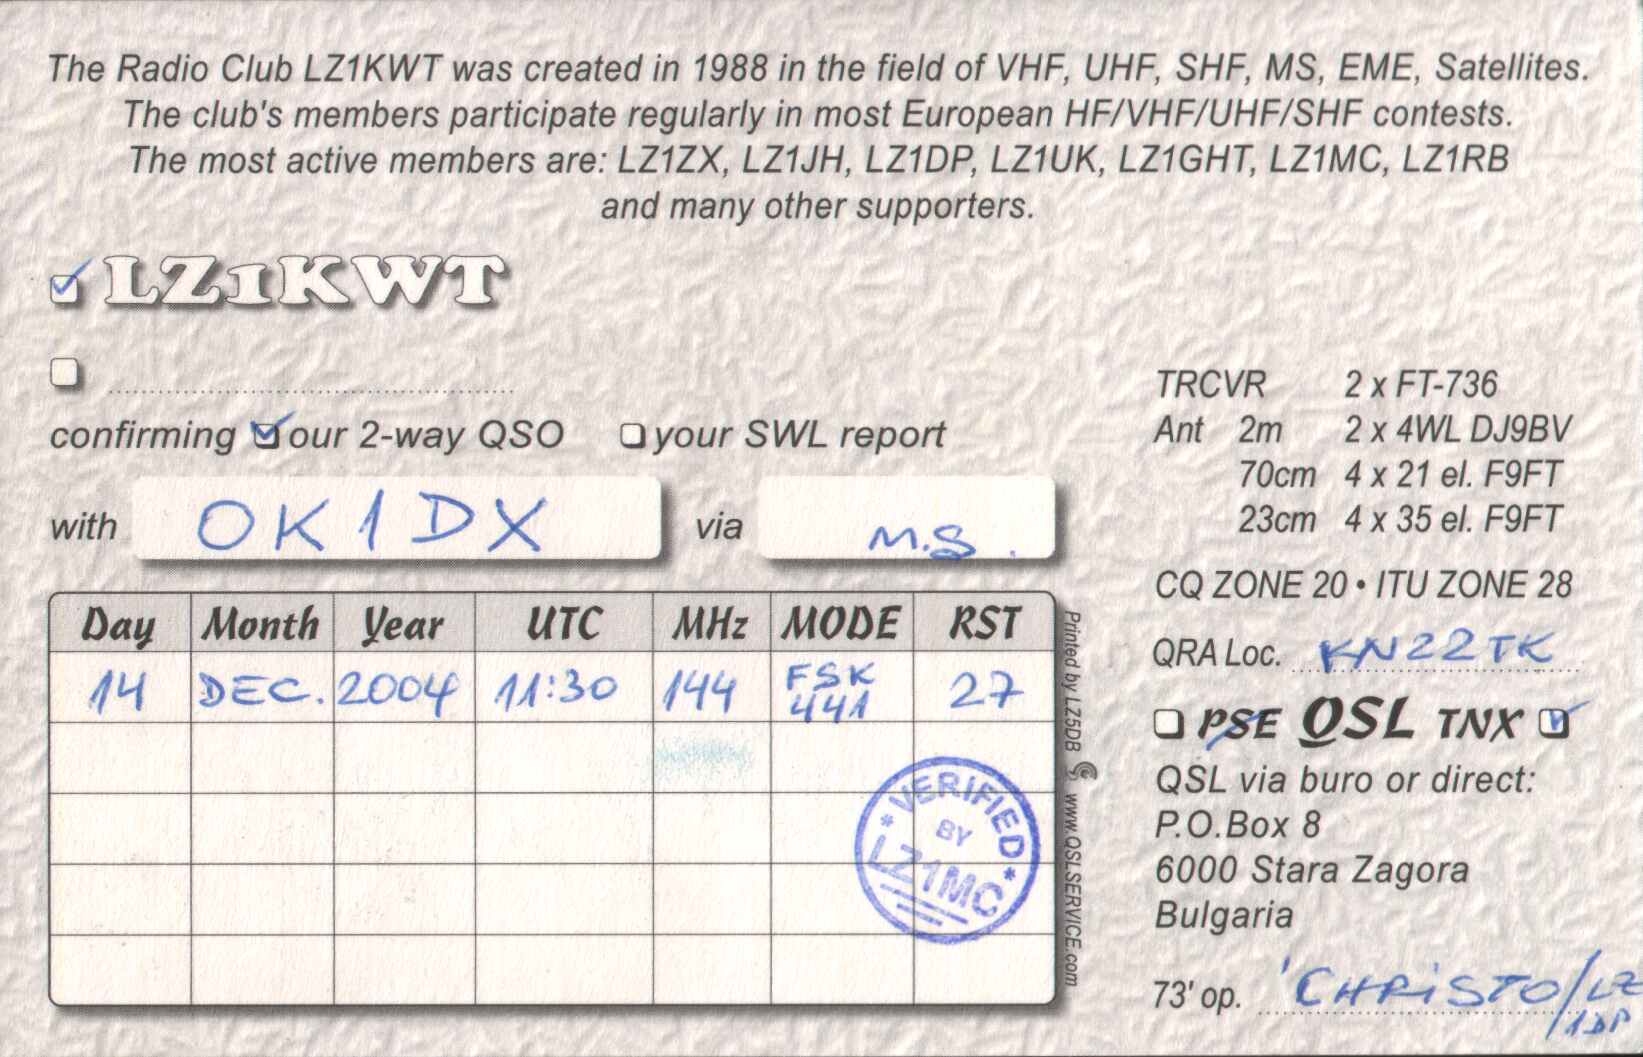 The Radio Club LZ1KWT was created in 1988 in the field of VHF, UHF, SHF, MS, EME, Satellites.
The club's members participate regularly in most European HF/VHF/UHF/SHF contests.
The most active members are: LZ1ZX, LZ1JH, LZ1DP, LZ1UK, LZ1GHT, LZ1MC, LZ1RB
and many other supporters.
LZ1KWT
confirming our 2-way QSO your SWL report
with OK1DX via M.S.
Day Month Year UTC MHz MODE RST
14 DEC. 2004 11:30 144 FSK 441 27
VERIFIED
BY
LZ1MC
Printed by LZ5DB www.QSLSERVICE.com
TRCVR 2 x FT-736
Ant 2m 2 x 4WL DJ9BV
70cm 4 x 21 el. F9FT
23cm 4 x 35 el. F9FT
CQ ZONE 20 • ITU ZONE 28
QRA Loc. KN22TK
PSE QSL TNX
QSL via buro or direct:
P.O.Box 8
6000 Stara Zagora
Bulgaria
73' op. CHRISTO/LZ
1DP